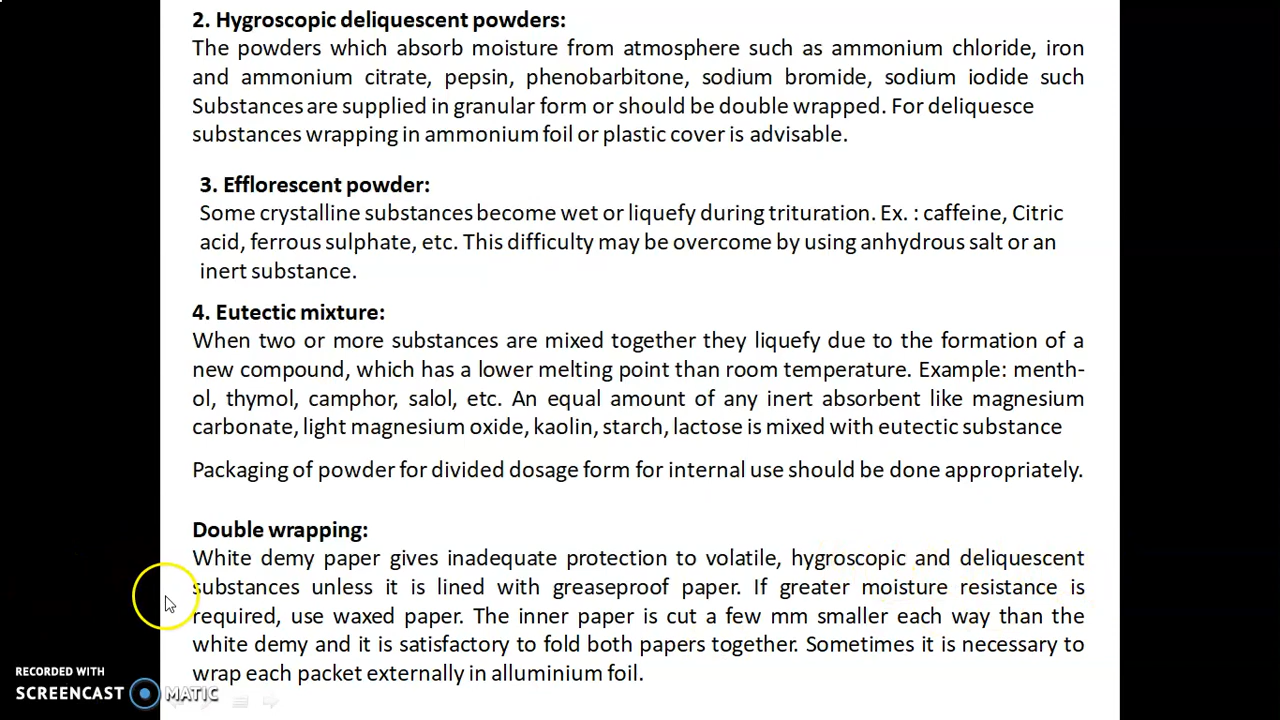 2. Hygroscopic deliquescent powders:
The powders which absorb moisture from atmosphere such as ammonium chloride, iron
and ammonium citrate, pepsin, phenobarbitone, sodium bromide, sodium iodide such
Substances are supplied in granular form or should be double wrapped. For deliquesce
substances wrapping in ammonium foil or plastic cover is advisable.
3. Efflorescent powder:
Some crystalline substances become wet or liquefy during trituration. Ex. : caffeine, Citric
acid, ferrous sulphate, etc. This difficulty may be overcome by using anhydrous salt or an
inert substance.
4. Eutectic mixture:
When two or more substances are mixed together they liquefy due to the formation of a
new compound, which has a lower melting point than room temperature. Example: menth-
ol, thymol, camphor, salol, etc. An equal amount of any inert absorbent like magnesium
carbonate, light magnesium oxide, kaolin, starch, lactose is mixed with eutectic substance
Packaging of powder for divided dosage form for internal use should be done appropriately.
Double wrapping:
White demy paper gives inadequate protection to volatile, hygroscopic and deliquescent
substances unless it is lined with greaseproof paper. If greater moisture resistance is
required, use waxed paper. The inner paper is cut a few mm smaller each way than the
white demy and it is satisfactory to fold both papers together. Sometimes it is necessary to
wrap each packet externally in alluminium foil.
RECORDED WITH
SCREENCAST MATIC